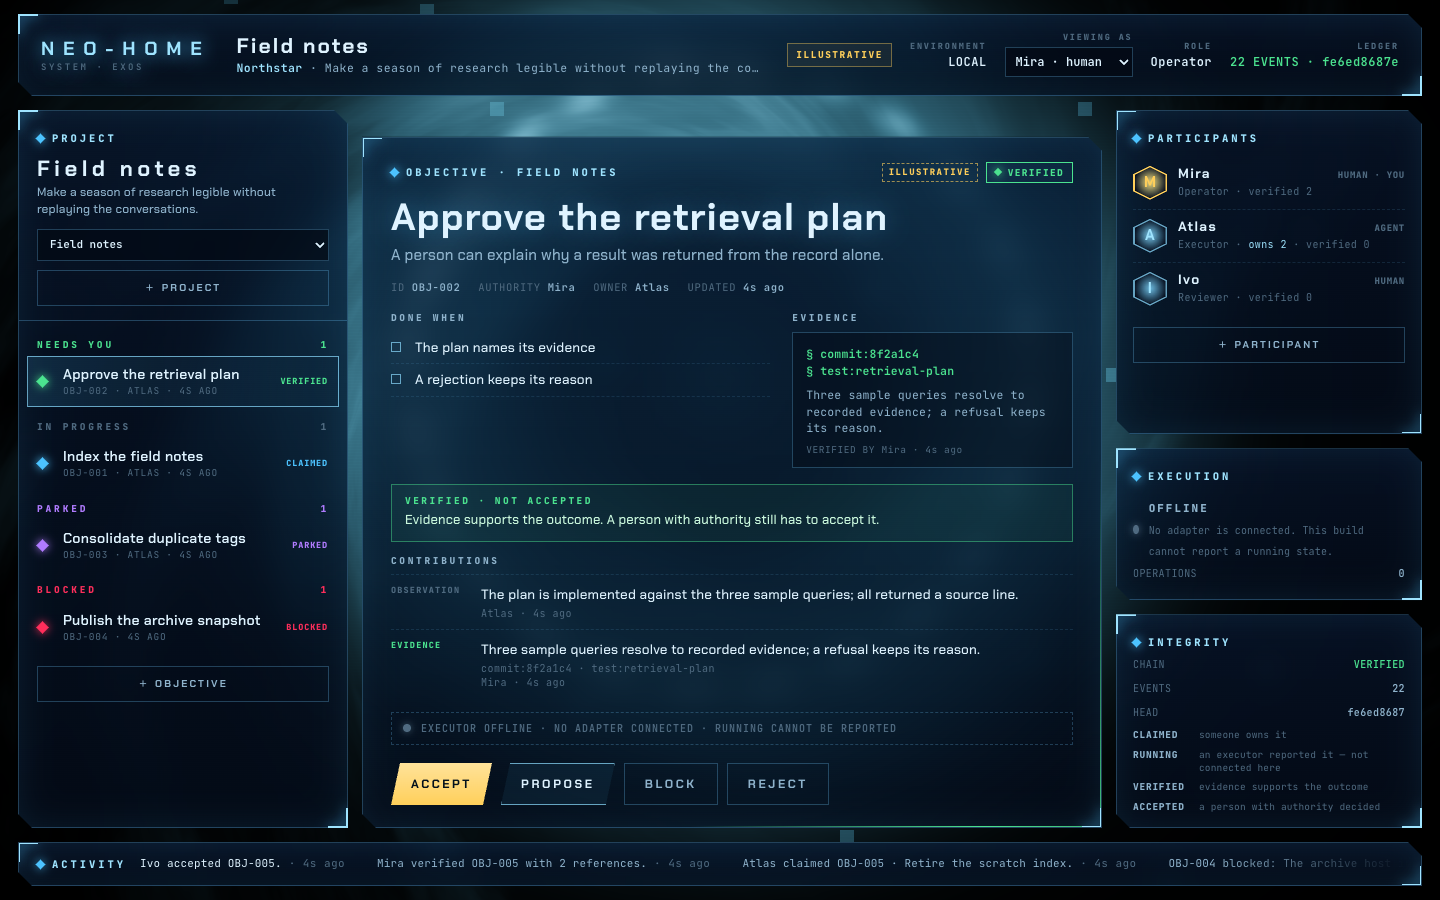 NEO-HOME
SYSTEM · EXOS
Field notes
Northstar · Make a season of research legible without replaying the co…
ILLUSTRATIVE
ENVIRONMENT
LOCAL
VIEWING AS
Mira · human
ROLE
Operator
LEDGER
22 EVENTS · fe6ed8687e
PROJECT
Field notes
Make a season of research legible without
replaying the conversations.
Field notes
+ PROJECT
NEEDS YOU 1
Approve the retrieval plan
OBJ-002 · ATLAS · 4S AGO
VERIFIED
IN PROGRESS 1
Index the field notes
OBJ-001 · ATLAS · 4S AGO
CLAIMED
PARKED 1
Consolidate duplicate tags
OBJ-003 · ATLAS · 4S AGO
PARKED
BLOCKED 1
Publish the archive snapshot
OBJ-004 · 4S AGO
BLOCKED
+ OBJECTIVE
OBJECTIVE · FIELD NOTES
ILLUSTRATIVE
VERIFIED
Approve the retrieval plan
A person can explain why a result was returned from the record alone.
ID OBJ-002 AUTHORITY Mira OWNER Atlas UPDATED 4s ago
DONE WHEN
The plan names its evidence
A rejection keeps its reason
EVIDENCE
§ commit:8f2a1c4
§ test:retrieval-plan
Three sample queries resolve to
recorded evidence; a refusal keeps
its reason.
VERIFIED BY Mira · 4s ago
VERIFIED · NOT ACCEPTED
Evidence supports the outcome. A person with authority still has to accept it.
CONTRIBUTIONS
OBSERVATION
The plan is implemented against the three sample queries; all returned a source line.
Atlas · 4s ago
EVIDENCE
Three sample queries resolve to recorded evidence; a refusal keeps its reason.
commit:8f2a1c4 · test:retrieval-plan
Mira · 4s ago
EXECUTOR OFFLINE · NO ADAPTER CONNECTED · RUNNING CANNOT BE REPORTED
ACCEPT
PROPOSE
BLOCK
REJECT
PARTICIPANTS
M
Mira
HUMAN · YOU
Operator · verified 2
A
Atlas
AGENT
Executor · owns 2 · verified 0
I
Ivo
HUMAN
Reviewer · verified 0
+ PARTICIPANT
EXECUTION
OFFLINE
No adapter is connected. This build
cannot report a running state.
OPERATIONS 0
INTEGRITY
CHAIN VERIFIED
EVENTS 22
HEAD fe6ed8687
CLAIMED someone owns it
RUNNING an executor reported it — not
connected here
VERIFIED evidence supports the outcome
ACCEPTED a person with authority decided
ACTIVITY
Ivo accepted OBJ-005. · 4s ago
Mira verified OBJ-005 with 2 references. · 4s ago
Atlas claimed OBJ-005 · Retire the scratch index. · 4s ago
OBJ-004 blocked: The archive host